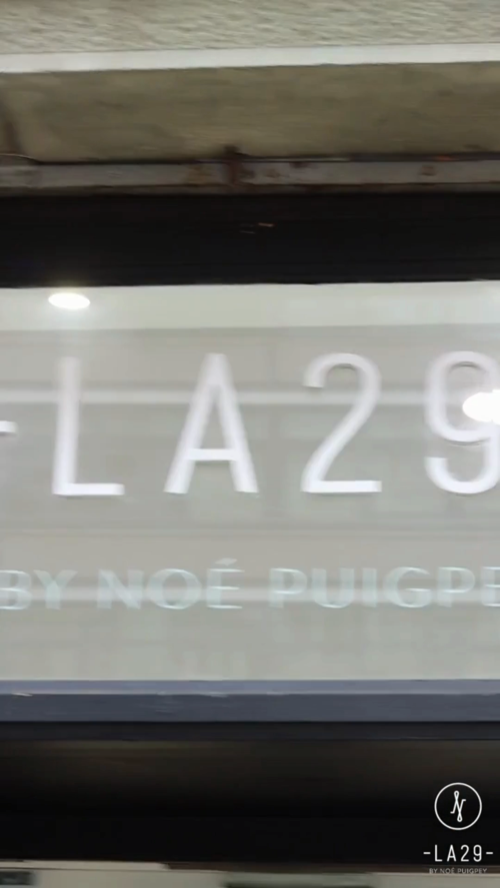 -LA29
BY NOÉ PUIGPE
-LA29-
BY NOÉ PUIGPEY